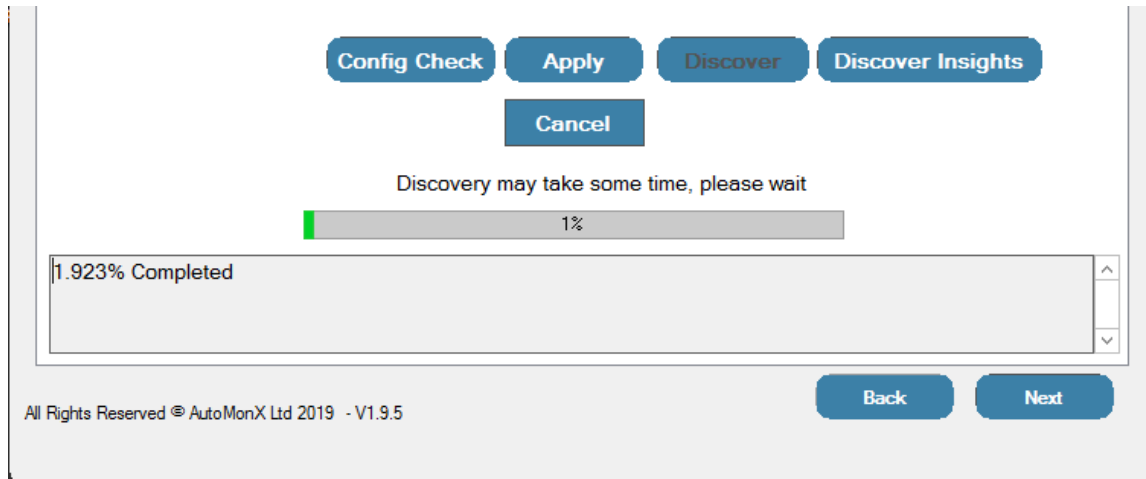 Config Check Apply Discover Discover Insights
Cancel
Discovery may take some time, please wait
1%
1.923% Completed
Back Next
All Rights Reserved © AutoMonX Ltd 2019 - V1.9.5